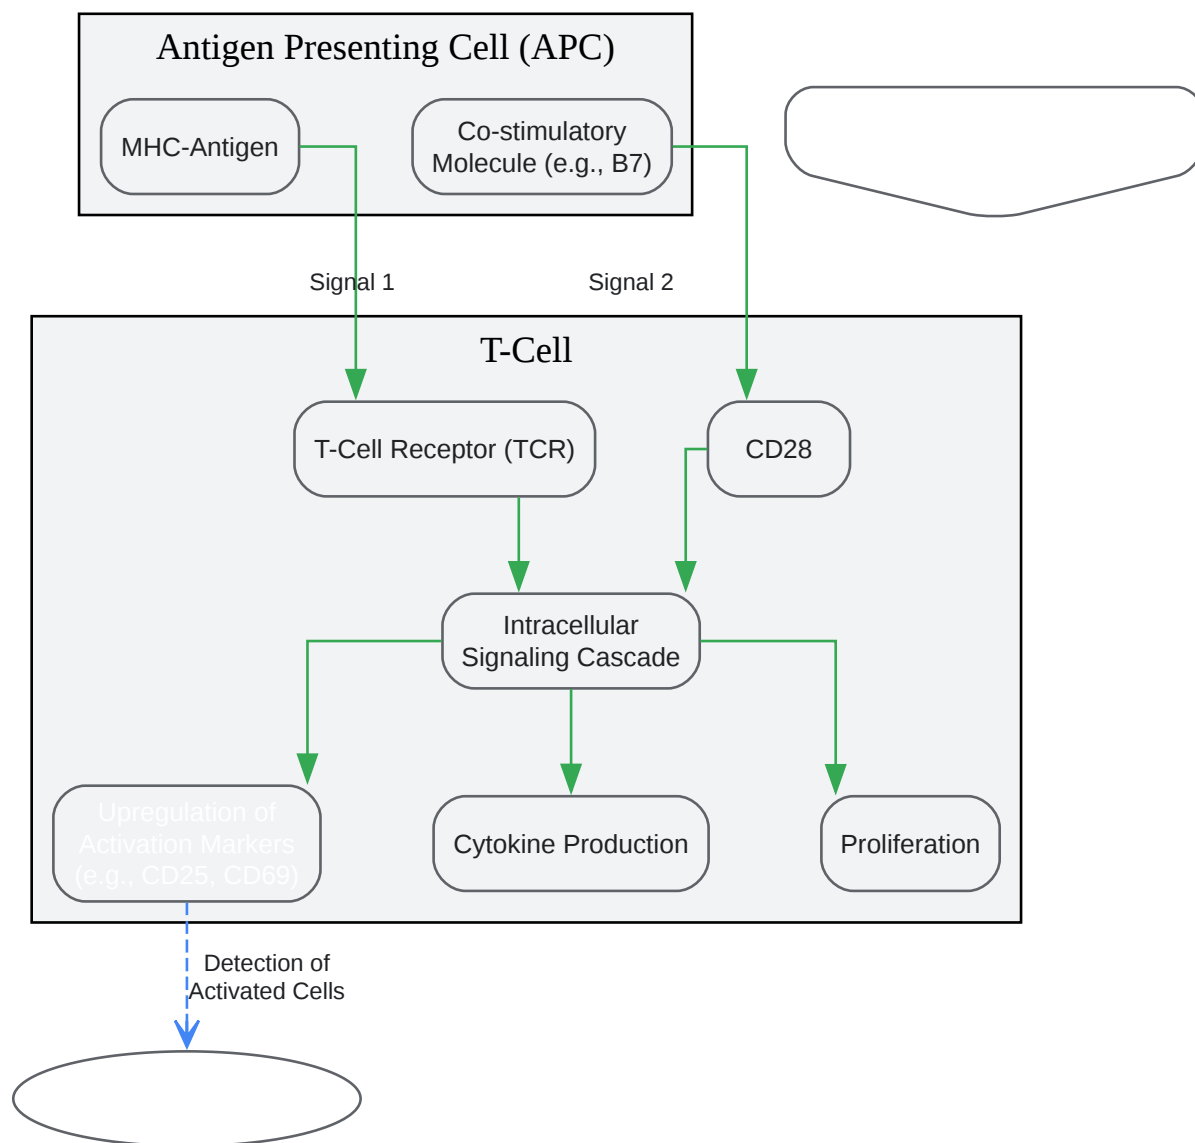 Antigen Presenting Cell (APC)
MHC-Antigen
Co-stimulatory
Molecule (e.g., B7)
Signal 1
Signal 2
T-Cell
T-Cell Receptor (TCR)
CD28
Intracellular
Signaling Cascade
Upregulation of
Activation Markers
(e.g., CD25, CD69)
Cytokine Production
Proliferation
Detection of
Activated Cells